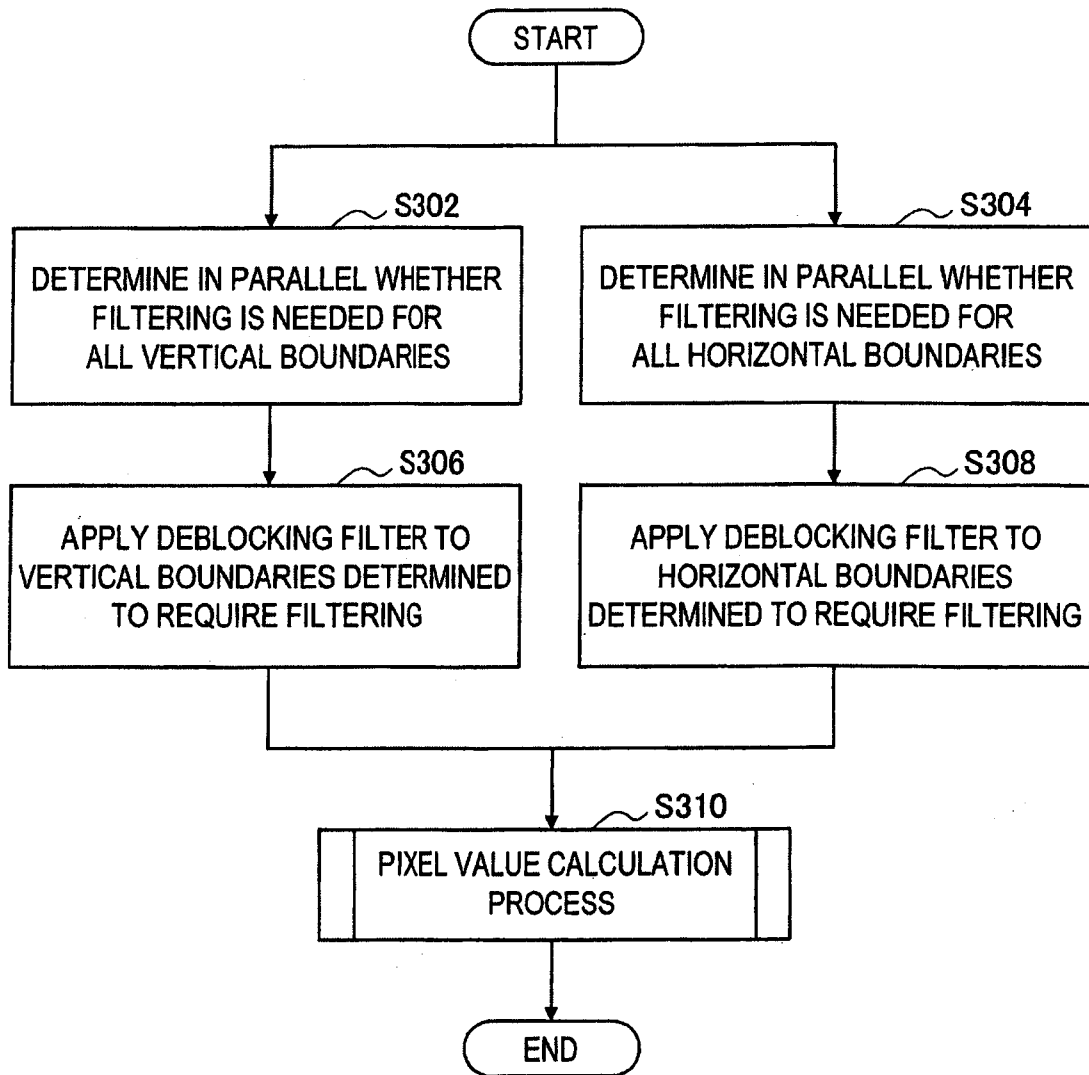 START
S302
DETERMINE IN PARALLEL WHETHER
FILTERING IS NEEDED FOR
ALL VERTICAL BOUNDARIES
S304
DETERMINE IN PARALLEL WHETHER
FILTERING IS NEEDED FOR
ALL HORIZONTAL BOUNDARIES
S306
APPLY DEBLOCKING FILTER TO
VERTICAL BOUNDARIES DETERMINED
TO REQUIRE FILTERING
S308
APPLY DEBLOCKING FILTER TO
HORIZONTAL BOUNDARIES
DETERMINED TO REQUIRE FILTERING
S310
PIXEL VALUE CALCULATION
PROCESS
END